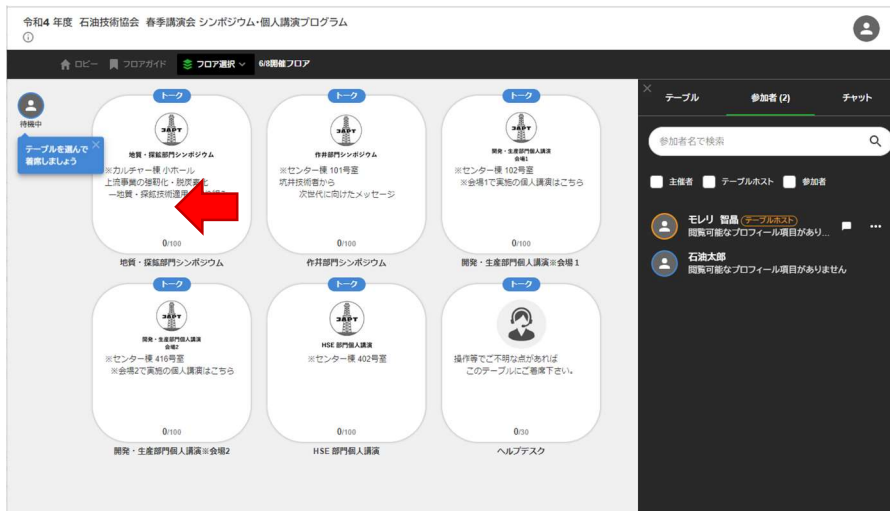 令和4 年度 石油技術協会 春季講演会 シンポジウム・個人講演プログラム
ロビー フロアガイド フロア選択 6/8開催フロア
待機中
テーブルを選んで
着席しましょう
トーク
JAPT
地質・探鉱部門シンポジウム
※カルチャー棟 小ホール
上流事業の強靭化・脱炭素化
―地質・探鉱技術適用
0/100
地質・探鉱部門シンポジウム
トーク
JAPT
作井部門シンポジウム
※センター棟 101号室
坑井技術者から
次世代に向けたメッセージ
0/100
作井部門シンポジウム
トーク
JAPT
開発・生産部門個人講演
会場1
※センター棟 102号室
※会場1で実施の個人講演はこちら
0/100
開発・生産部門個人講演※会場1
トーク
JAPT
開発・生産部門個人講演
会場2
※センター棟 416号室
※会場2で実施の個人講演はこちら
0/100
開発・生産部門個人講演※会場2
トーク
JAPT
HSE 部門個人講演
※センター棟 402号室
0/100
HSE 部門個人講演
トーク
操作等でご不明な点があれば
このテーブルにご着席下さい。
0/30
ヘルプデスク
テーブル 参加者 (2) チャット
参加者名で検索
主催者 テーブルホスト 参加者
モレリ 智晶 テーブルホスト
閲覧可能なプロフィール項目があり...
石油太郎
閲覧可能なプロフィール項目がありません